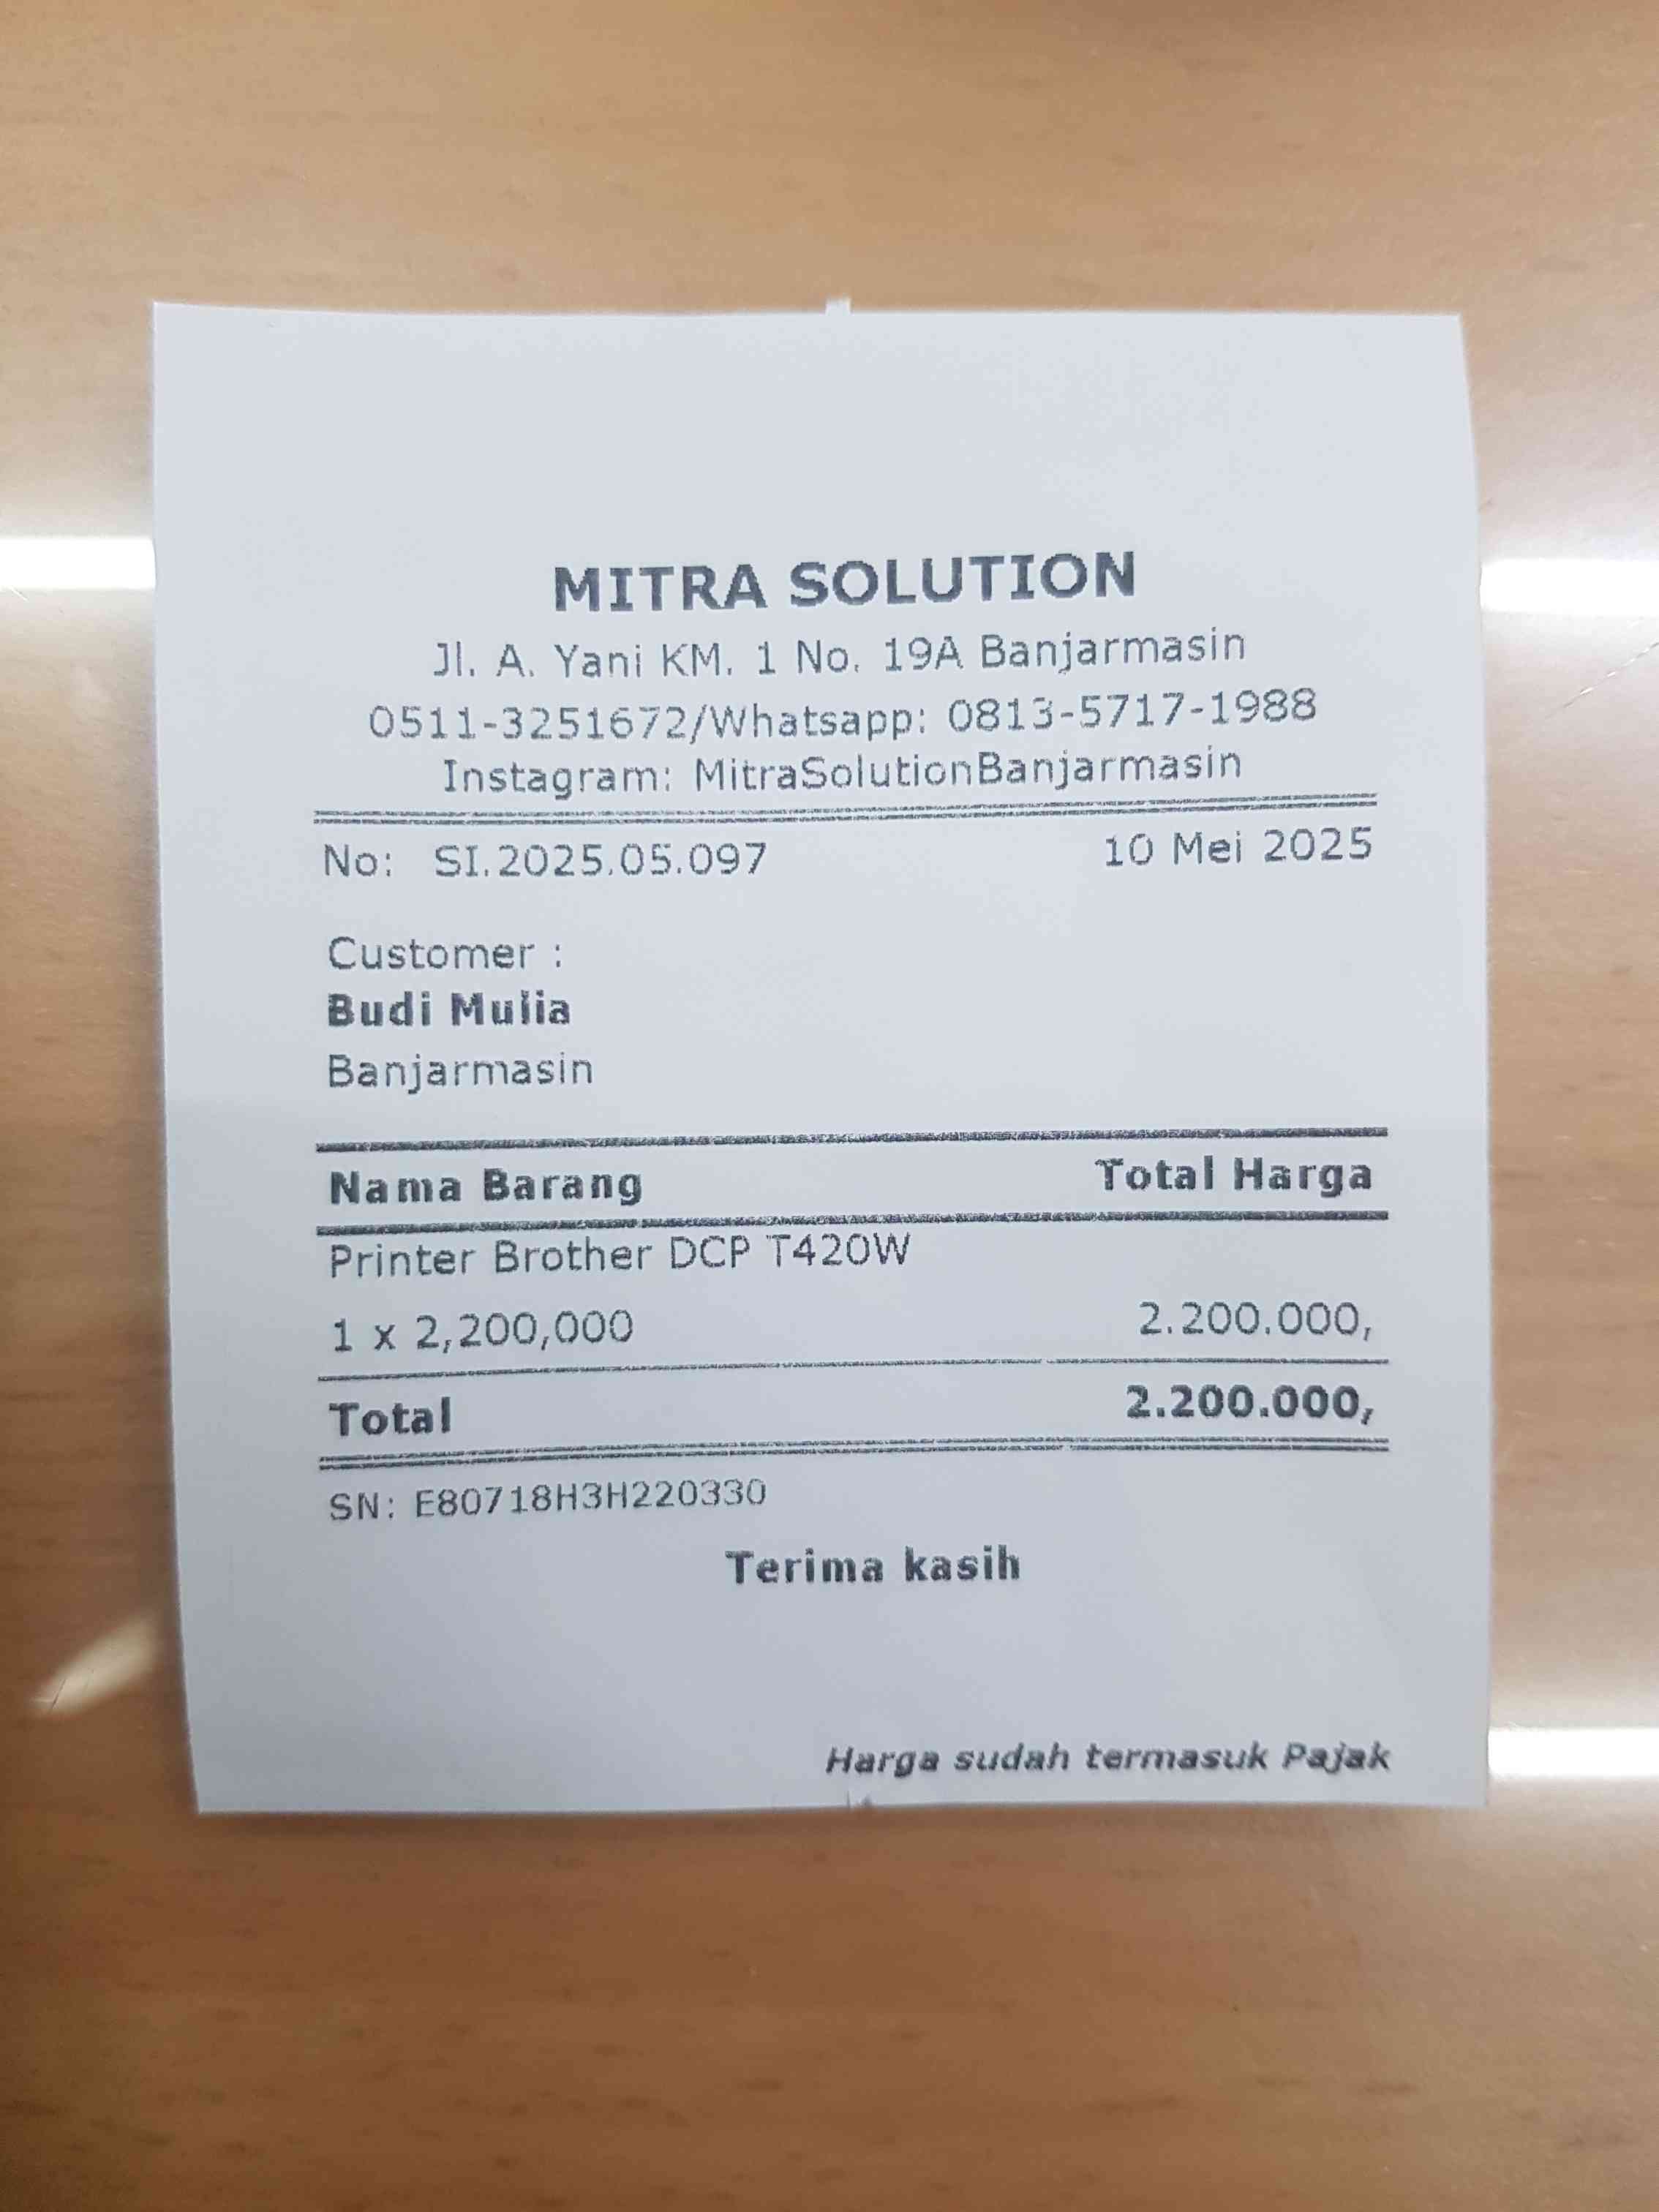 MITRA SOLUTION
Jl. A. Yani KM. 1 No. 19A Banjarmasin
0511-3251672/Whatsapp: 0813-5717-1988
Instagram: MitraSolutionBanjarmasin
No: SI.2025.05.097 10 Mei 2025
Customer :
Budi Mulia
Banjarmasin
Nama Barang Total Harga
Printer Brother DCP T420W
1 x 2,200,000 2.200.000,
Total 2.200.000,
SN: E80718H3H220330
Terima kasih
Harga sudah termasuk Pajak